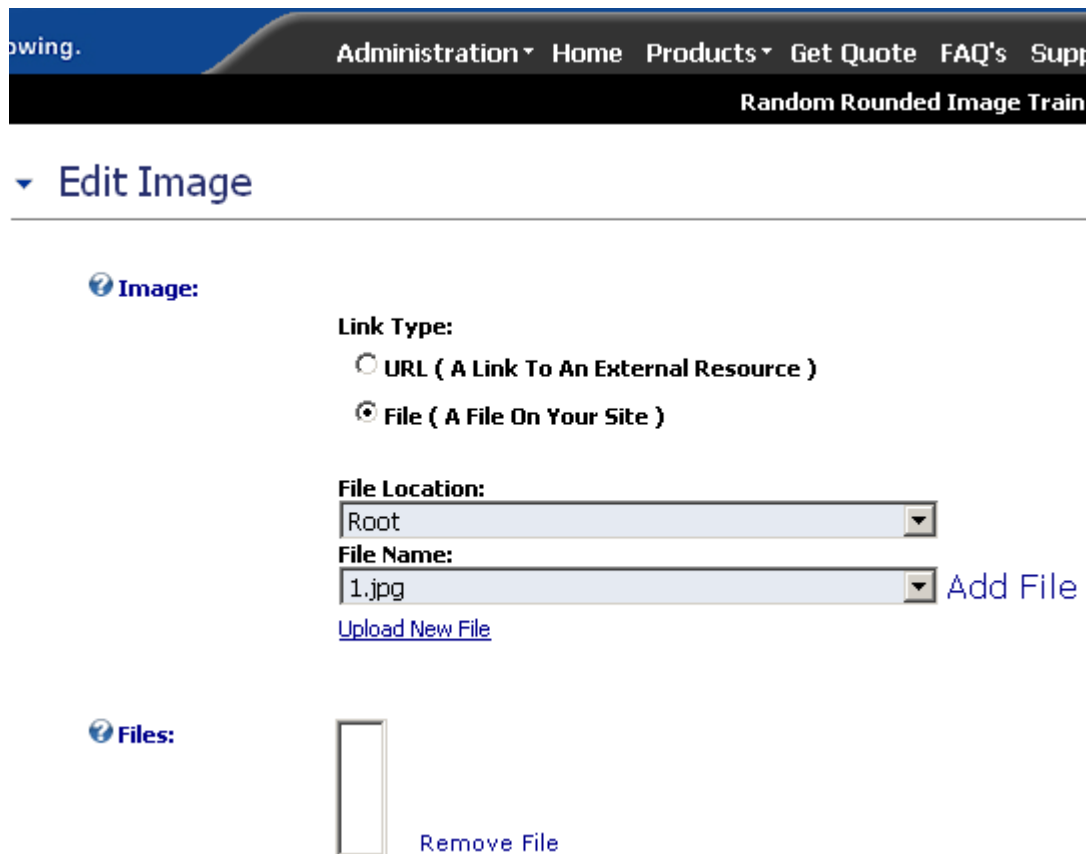 owing.
Administration Home Products Get Quote FAQ's Supp
Random Rounded Image Train
Edit Image
Image:
Link Type:
URL ( A Link To An External Resource )
File ( A File On Your Site )
File Location:
Root
File Name:
1.jpg Add File
Upload New File
Files:
Remove File